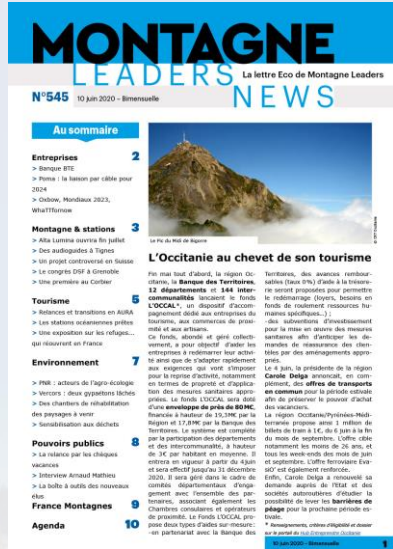 MONTAGNE
LEADERS
La lettre Eco de Montagne Leaders
N°545
10 juin 2020 – Bimensuelle
NEWS
Au sommaire
Entreprises 2
> Banque BTE
> Poma : la liaison par câble pour
2024
> Oxbow, Mondiaux 2023,
WhaTTfornow
Montagne & stations 3
> Alta Lumina ouvrira fin juillet
> Des audioguides à Tignes
> Un projet controversé en Suisse
> Le congrès DSF à Grenoble
> Une première au Corbier
Tourisme 5
> Relances et transitions en AURA
> Les stations océaniennes prêtes
> Une exposition sur les refuges...
qui rouvrent en France
Environnement 7
> PNR : acteurs de l'agro-écologie
> Vercors : deux gypaétons lâchés
> Des chantiers de réhabilitation
des paysages à venir
> Sensibilisation aux déchets
Pouvoirs publics 8
> La relance par les chèques
vacances
> Interview Arnaud Mathieu
> La boîte à outils des nouveaux
élus
France Montagnes 9
Agenda 10
Le Pic du Midi de Bigorre
L'Occitanie au chevet de son tourisme
Fin mai tout d'abord, la région Oc-
citanie, la Banque des Territoires,
12 départements et 144 inter-
communalités lancaient le fonds
L'OCCAL*, un dispositif d'accom-
pagnement dédié aux entreprises du
tourisme, aux commerces de proxi-
mité et aux artisans.
Ce fonds, abondé et géré collecti-
vement, a pour objectif d'aider les
entreprises à redémarrer leur activi-
té ainsi que de s'adapter rapidement
aux exigences qui vont s'imposer
pour la reprise d'activité, notamment
en termes de propreté et d'applica-
tion des mesures sanitaires appro-
priées. Le fonds L'OCCAL sera doté
d'une enveloppe de près de 80 M€,
financée à hauteur de 19,3M€ par la
Région et 17,8M€ par la Banque des
Territoires. Le système est complété
par la participation des départements
et des intercommunalités, à hauteur
de 3€ par habitant en moyenne. Il
entrera en vigueur à partir du 4 juin
et sera effectif jusqu'au 31 décembre
2020. Il sera géré dans le cadre de
comités départementaux d'enga-
gement avec l'ensemble des par-
tenaires, associant également les
Chambres consulaires et opérateurs
de proximité. Le Fonds L'OCCAL pro-
pose deux types d'aides sur-mesure :
-en partenariat avec la Banque des
Territoires, des avances rembour-
sables (taux 0%) d'aide à la trésore-
rie seront proposées pour permettre
le redémarrage (loyers, besoins en
fonds de roulement ressources hu-
maines spécifiques...) ;
-des subventions d'investissement
pour la mise en œuvre des mesures
sanitaires afin d'anticiper les de-
mandes de réassurance des clien-
tèles par des aménagements appro-
priés.
Le 4 juin, la présidente de la région
Carole Delga annonçait, en com-
plément, des offres de transports
en commun pour la période estivale
afin de préserver le pouvoir d'achat
des vacanciers.
La région Occitanie/Pyrénées-Médi-
terranée propose ainsi 1 million de
billets de train à 1€, du 6 juin à la fin
du mois de septembre. L'offre cible
notamment les moins de 26 ans, et
tous les week-ends des mois de juin
et septembre. L'offre ferroviaire Eva-
siO' est également renforcée.
Enfin, Carole Delga a renouvelé sa
demande auprès de l'Etat et des
sociétés autoroutières d'étudier la
possibilité de lever les barrières de
péage pour la prochaine période es-
tivale.
* Renseignements, critères d'éligibilité et dossier
sur le portail du Hub Entreprendre Occitanie
10 juin 2020 – Bimensuelle 1